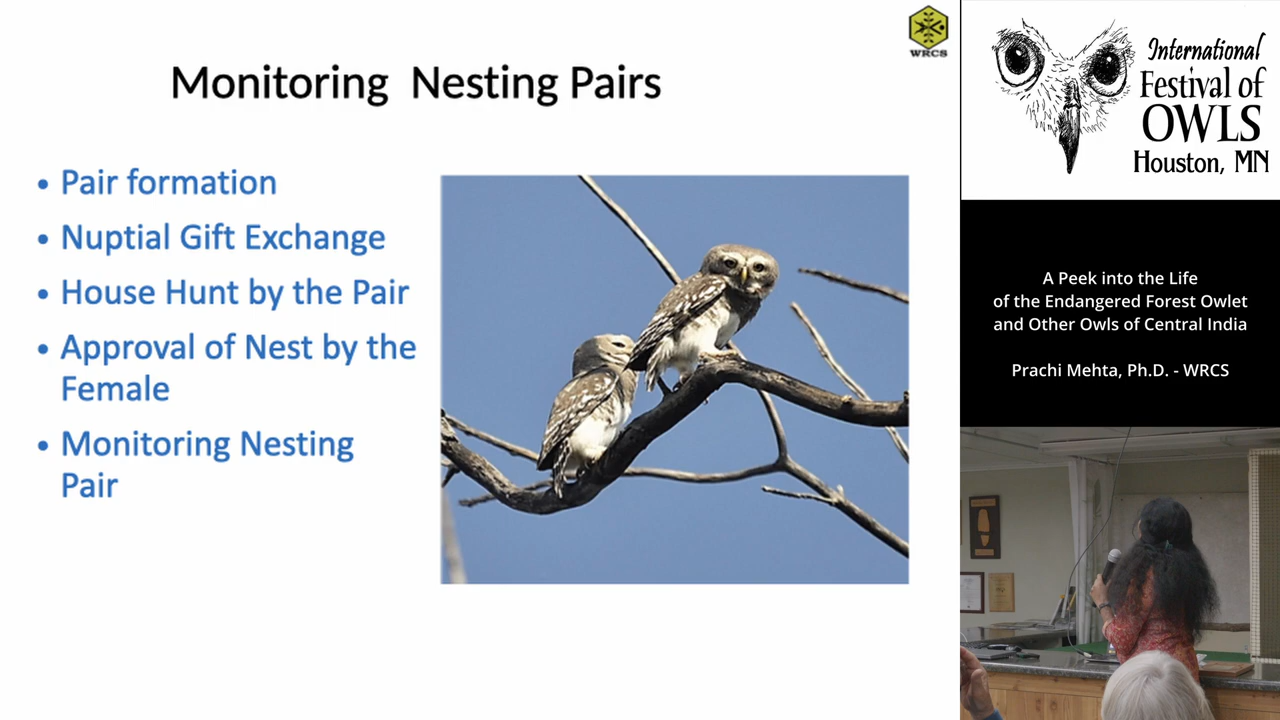 WRCS
Monitoring Nesting Pairs
• Pair formation
• Nuptial Gift Exchange
• House Hunt by the Pair
• Approval of Nest by the
Female
• Monitoring Nesting
Pair
International
Festival of
OWLS
Houston, MN
A Peek into the Life
of the Endangered Forest Owlet
and Other Owls of Central India
Prachi Mehta, Ph.D. - WRCS